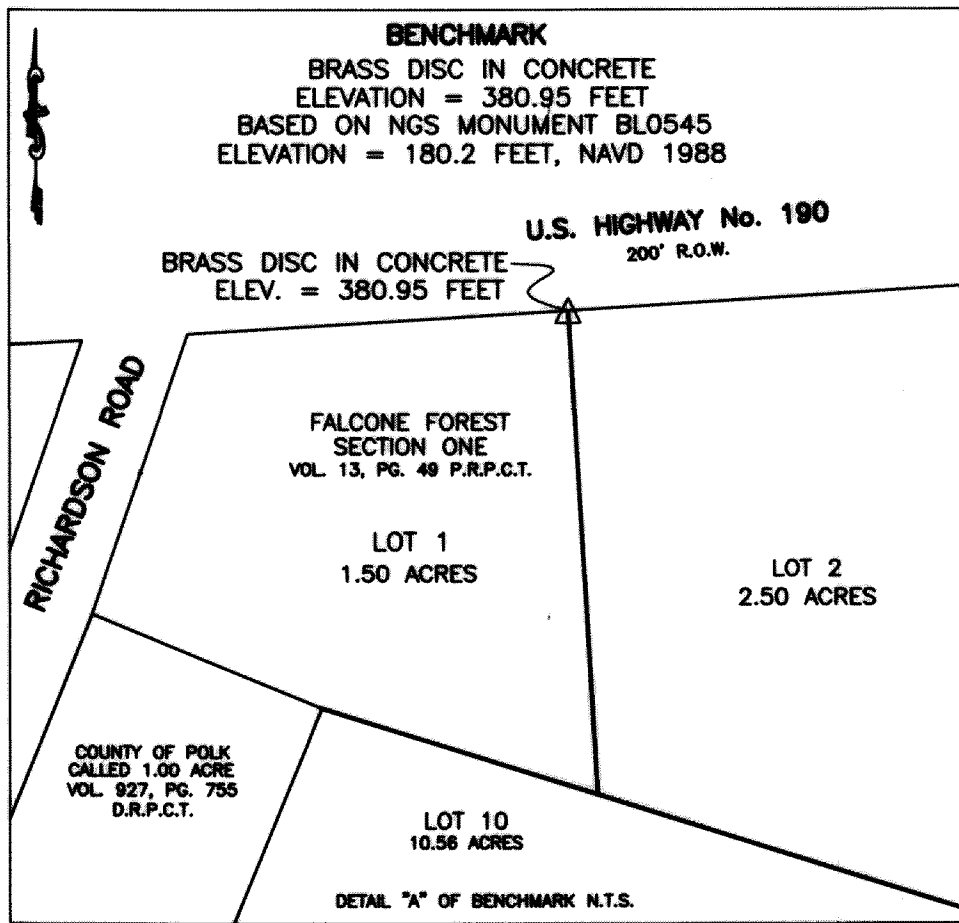 BENCHMARK
BRASS DISC IN CONCRETE
ELEVATION = 380.95 FEET
BASED ON NGS MONUMENT BL0545
ELEVATION = 180.2 FEET, NAVD 1988
U.S. HIGHWAY No. 190
200' R.O.W.
BRASS DISC IN CONCRETE
ELEV. = 380.95 FEET
RICHARDSON ROAD
FALCONE FOREST
SECTION ONE
VOL. 13, PG. 49 P.R.P.C.T.
LOT 1
1.50 ACRES
LOT 2
2.50 ACRES
COUNTY OF POLK
CALLED 1.00 ACRE
VOL. 927, PG. 755
D.R.P.C.T.
LOT 10
10.56 ACRES
DETAIL "A" OF BENCHMARK N.T.S.